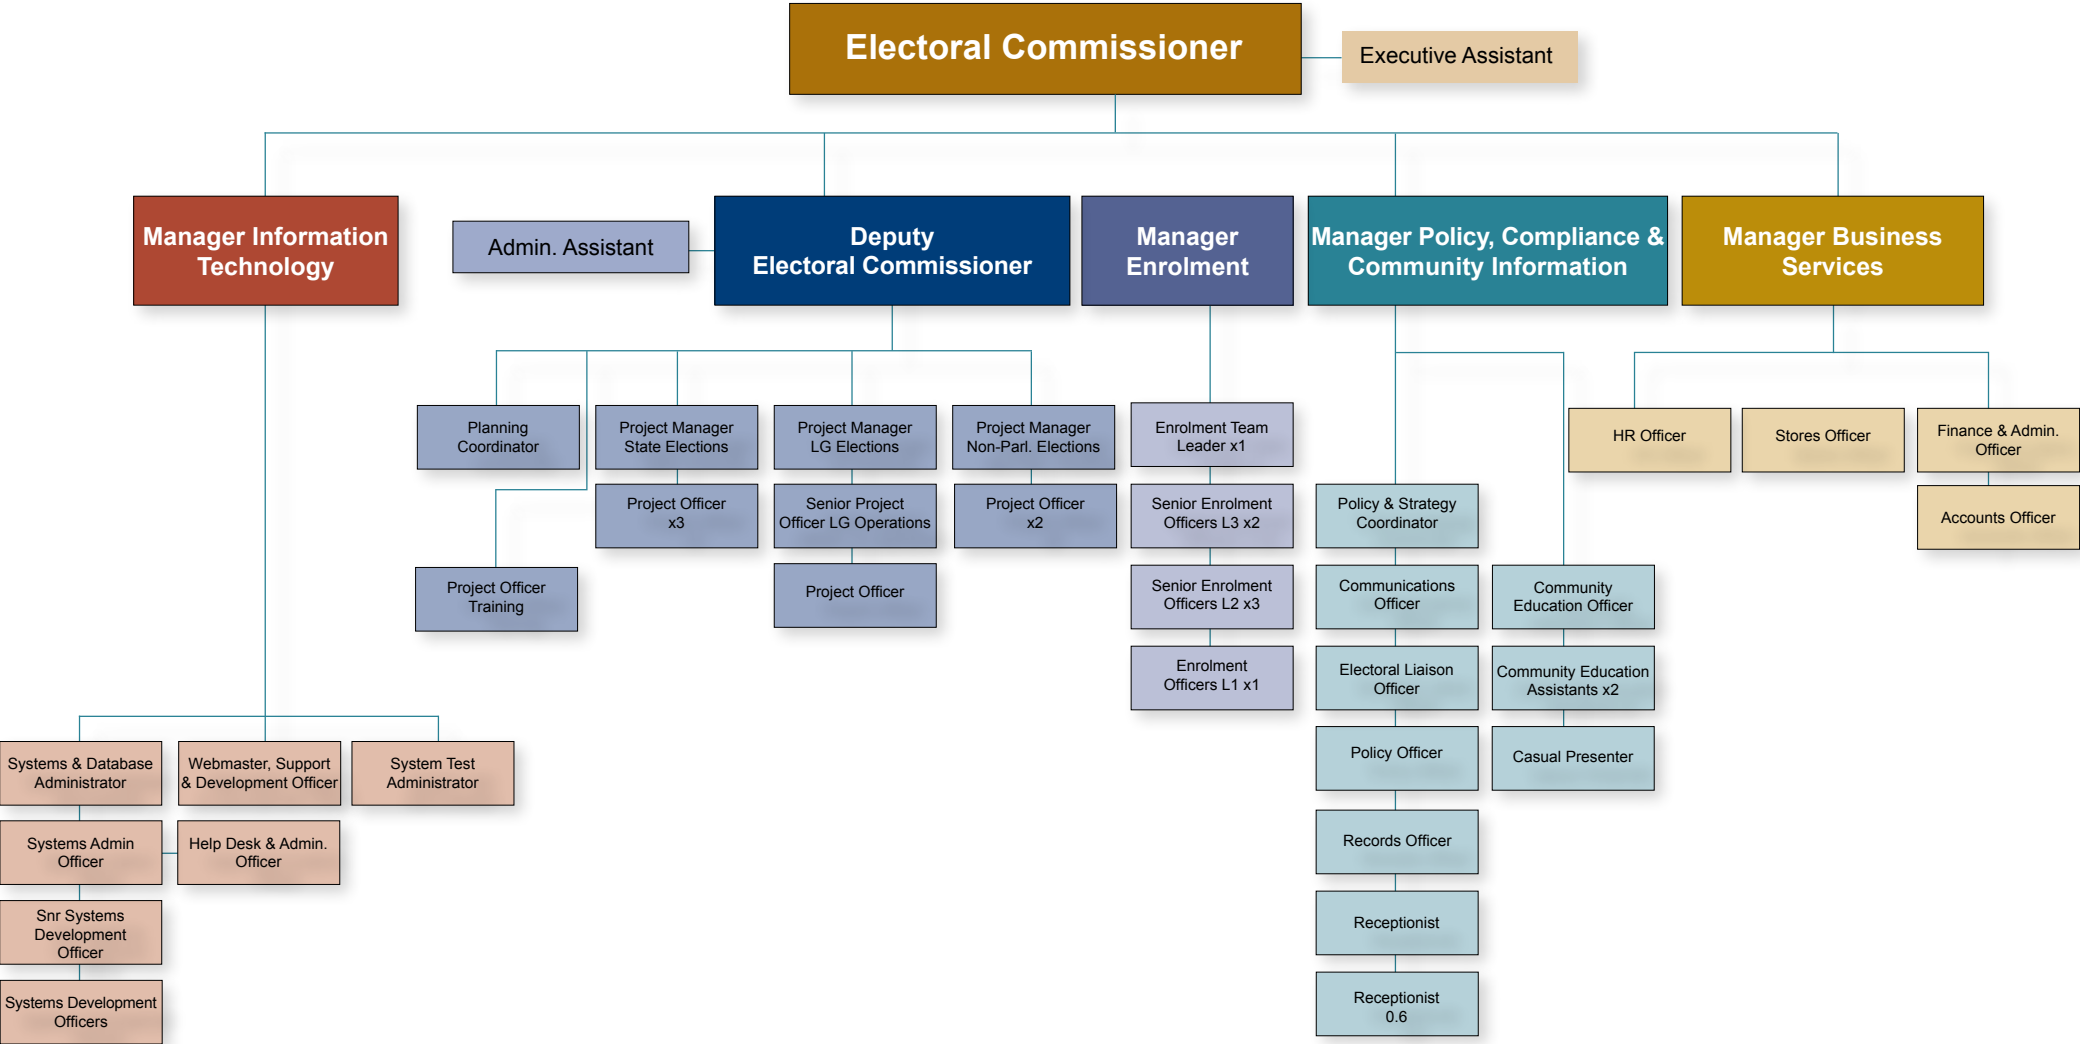 Electoral Commissioner
Executive Assistant
Manager Information
Technology
Admin. Assistant
Deputy
Electoral Commissioner
Manager
Enrolment
Manager Policy, Compliance &
Community Information
Manager Business
Services
Planning
Coordinator
Project Manager
State Elections
Project Manager
LG Elections
Project Manager
Non-Parl. Elections
Enrolment Team
Leader x1
HR Officer
Stores Officer
Finance & Admin.
Officer
Project Officer
x3
Senior Project
Officer LG Operations
Project Officer
x2
Senior Enrolment
Officers L3 x2
Policy & Strategy
Coordinator
Accounts Officer
Project Officer
Training
Project Officer
Senior Enrolment
Officers L2 x3
Communications
Officer
Community
Education Officer
Enrolment
Officers L1 x1
Electoral Liaison
Officer
Community Education
Assistants x2
Systems & Database
Administrator
Webmaster, Support
& Development Officer
System Test
Administrator
Policy Officer
Casual Presenter
Systems Admin
Officer
Help Desk & Admin.
Officer
Records Officer
Snr Systems
Development
Officer
Receptionist
Systems Development
Officers
Receptionist
0.6